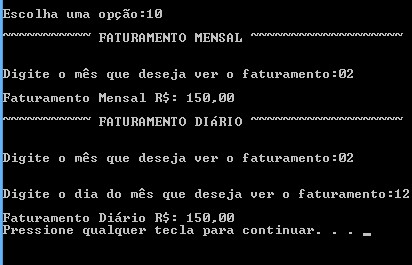 Escolha uma opção:10
~~~~~~~~~~~~~ FATURAMENTO MENSAL ~~~~~~~~~~~~~~~~~~~~~~
Digite o mês que deseja ver o faturamento:02
Faturamento Mensal R$: 150,00
~~~~~~~~~~~~~ FATURAMENTO DIáRIO ~~~~~~~~~~~~~~~~~~~~~~
Digite o mês que deseja ver o faturamento:02
Digite o dia do mês que deseja ver o faturamento:12
Faturamento Diário R$: 150,00
Pressione qualquer tecla para continuar. . . _